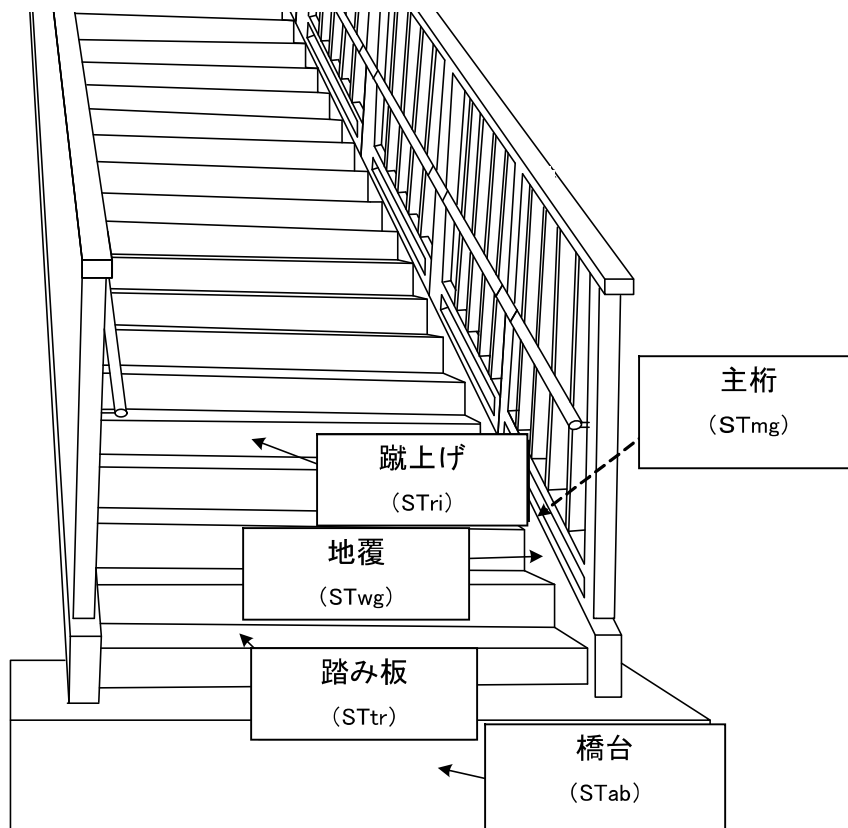 主桁
(STmg)
蹴上げ
(STri)
地覆
(STwg)
踏み板
(STtr)
橋台
(STab)